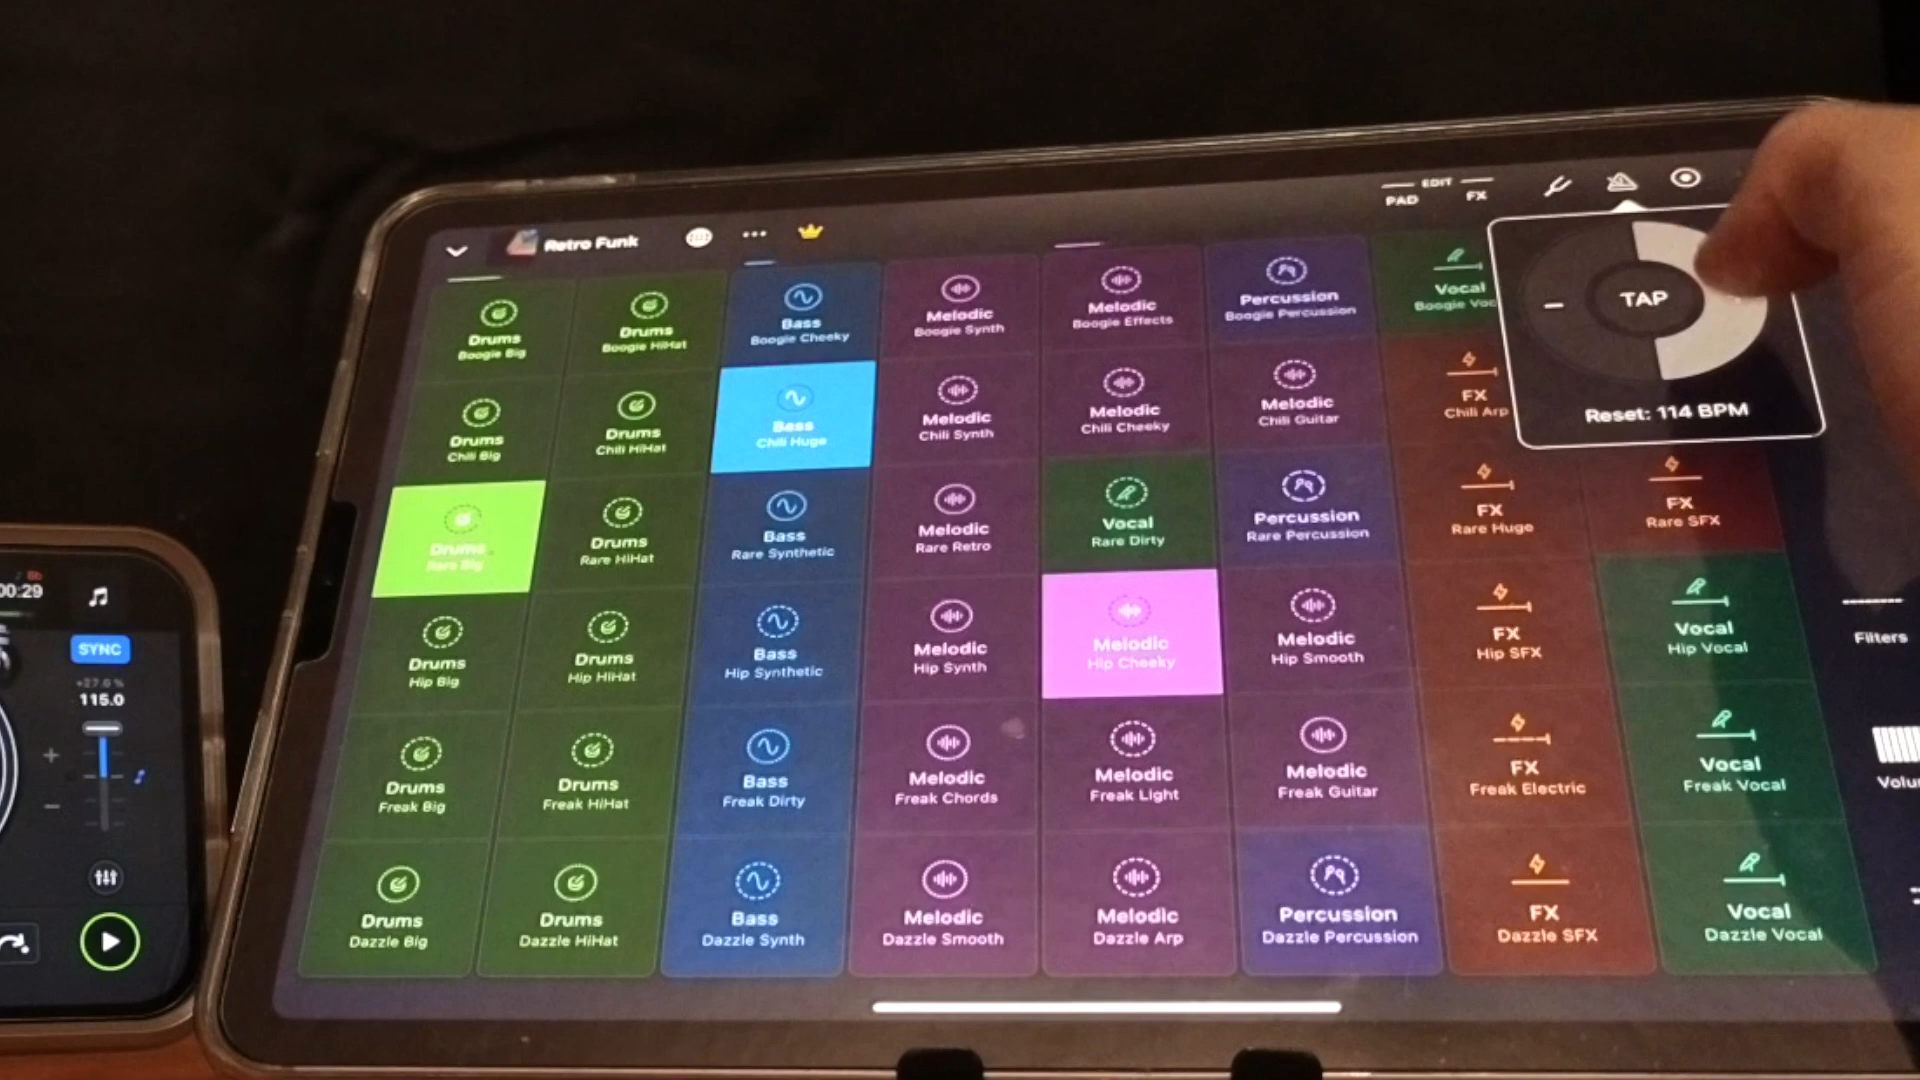 Retro Funk
EDIT
PAD
FX
Drums
Boogie Big
Drums
Boogie HiHat
Bass
Boogie Cheeky
Melodic
Boogie Synth
Melodic
Boogie Effects
Percussion
Boogie Percussion
Vocal
TAP
Reset: 114 BPM
Drums
Chili Big
Drums
Chili HiHat
Bass
Chili Huge
Melodic
Chili Synth
Melodic
Chili Cheeky
Melodic
Chili Guitar
FX
Chili Arp
Drums
Rare Big
Drums
Rare HiHat
Bass
Rare Synthetic
Melodic
Rare Retro
Vocal
Rare Dirty
Percussion
Rare Percussion
FX
Rare Huge
FX
Rare SFX
Drums
Hip Big
Drums
Hip HiHat
Bass
Hip Synthetic
Melodic
Hip Synth
Melodic
Hip Cheeky
Melodic
Hip Smooth
FX
Hip SFX
Vocal
Hip Vocal
Filters
Drums
Freak Big
Drums
Freak HiHat
Bass
Freak Dirty
Melodic
Freak Chords
Melodic
Freak Light
Melodic
Freak Guitar
FX
Freak Electric
Vocal
Freak Vocal
Drums
Dazzle Big
Drums
Dazzle HiHat
Bass
Dazzle Synth
Melodic
Dazzle Smooth
Melodic
Dazzle Arp
Percussion
Dazzle Percussion
FX
Dazzle SFX
Vocal
Dazzle Vocal
00:29
SYNC
115.0